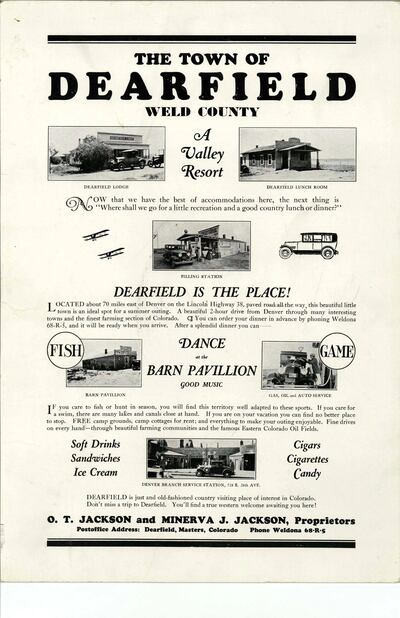 THE TOWN OF
DEARFIELD
WELD COUNTY
A
Valley
Resort
DEARFIELD LODGE
DEARFIELD LUNCH ROOM
NOW that we have the best of accommodations here, the next thing is
"Where shall we go for a little recreation and a good country lunch or dinner?"
FILLING STATION
DEARFIELD IS THE PLACE!
LOCATED about 70 miles east of Denver on the Lincoln Highway 38, paved road all the way, this beautiful little
town is an ideal spot for a summer outing. A beautiful 2-hour drive from Denver through many interesting
towns and the finest farming section of Colorado. ¶ You can order your dinner in advance by phoning Weldona
68-R-5, and it will be ready when you arrive. After a splendid dinner you can —
FISH
DANCE
at the
BARN PAVILLION
GOOD MUSIC
GAME
BARN PAVILLION
GAS, OIL and AUTO SERVICE
IF you care to fish or hunt in season, you will find this territory well adapted to these sports. If you care for
a swim, there are many lakes and canals close at hand. If you are on your vacation you can find no better place
to stop. FREE camp grounds, camp cottages for rent; and everything to make your outing enjoyable. Fine drives
on every hand—through beautiful farming communities and the famous Eastern Colorado Oil Fields.
Soft Drinks
Sandwiches
Ice Cream
Cigars
Cigarettes
Candy
DENVER BRANCH SERVICE STATION, E. 26th AVE.
DEARFIELD is just and old-fashioned country visiting place of interest in Colorado.
Don't miss a trip to Dearfield. You'll find a true western welcome awaiting you here!
O. T. JACKSON and MINERVA J. JACKSON, Proprietors
Postoffice Address: Dearfield, Masters, Colorado Phone Weldona 68-R-5